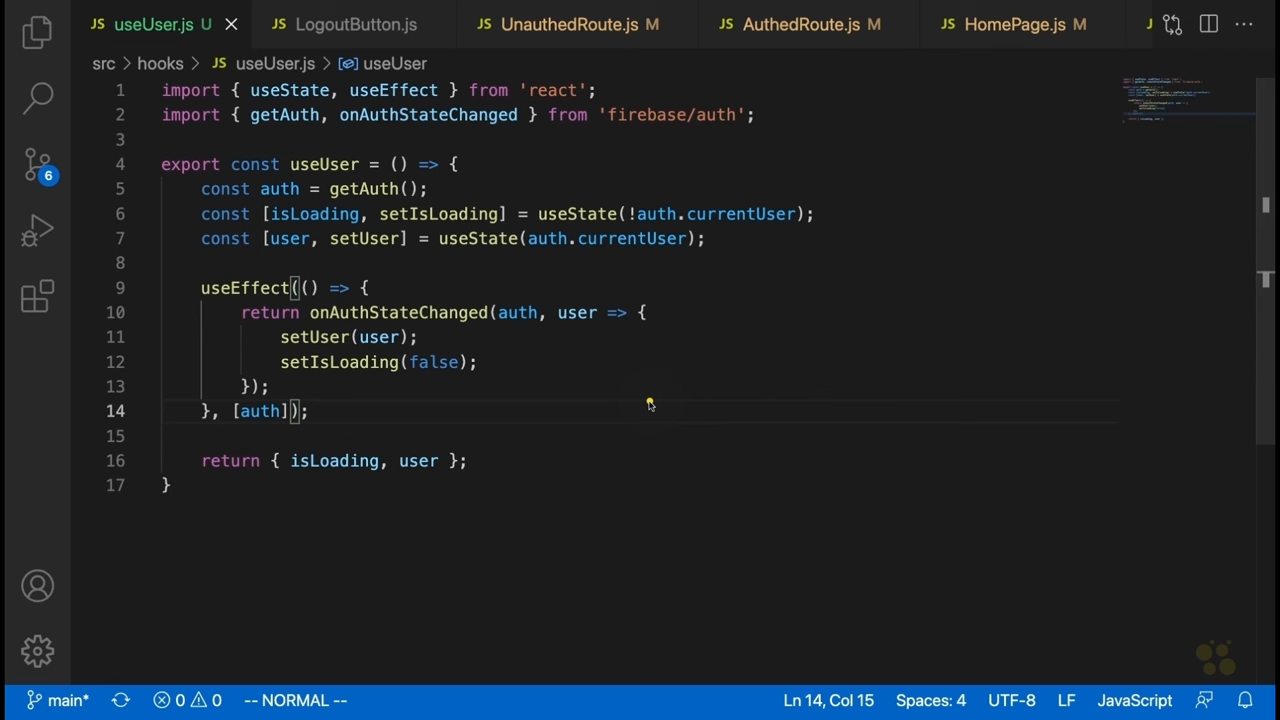 JS useUser.js U JS LogoutButton.js JS UnauthedRoute.js M JS AuthedRoute.js M JS HomePage.js M
src > hooks > JS useUser.js > useUser
1 import { useState, useEffect } from 'react';
2 import { getAuth, onAuthStateChanged } from 'firebase/auth';
3
4 export const useUser = () => {
5 const auth = getAuth();
6 const [isLoading, setIsLoading] = useState(!auth.currentUser);
7 const [user, setUser] = useState(auth.currentUser);
8
9 useEffect(() => {
10 return onAuthStateChanged(auth, user => {
11 setUser(user);
12 setIsLoading(false);
13 });
14 }, [auth]);
15
16 return { isLoading, user };
17 }
6
main* 0 0 -- NORMAL -- Ln 14, Col 15 Spaces: 4 UTF-8 LF JavaScript